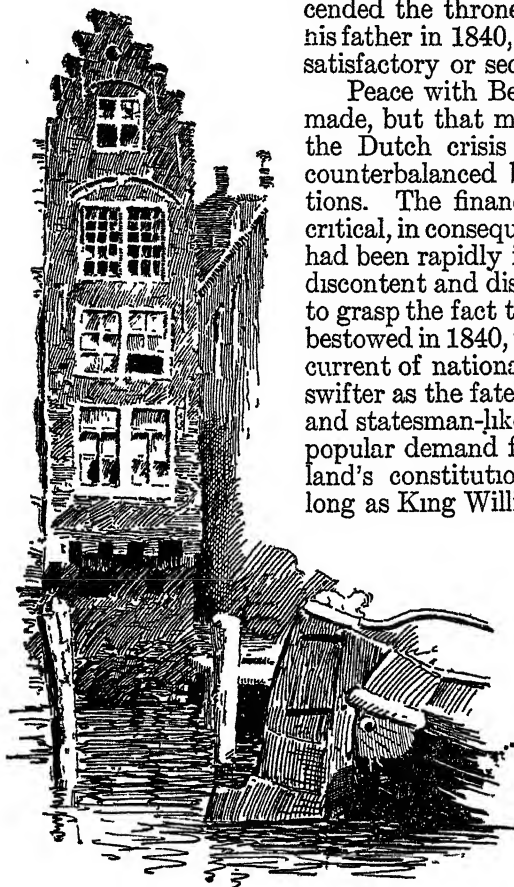 cended the throne
his father in 1840,
satisfactory or sec
Peace with Be
made, but that m
the Dutch crisis
counterbalanced b
tions. The finan
critical, in consequ
had been rapidly i
discontent and dis
to grasp the fact t
bestowed in 1840,
current of nationa
swifter as the fate
and statesman-like
popular demand f
land's constitutio
long as King Will